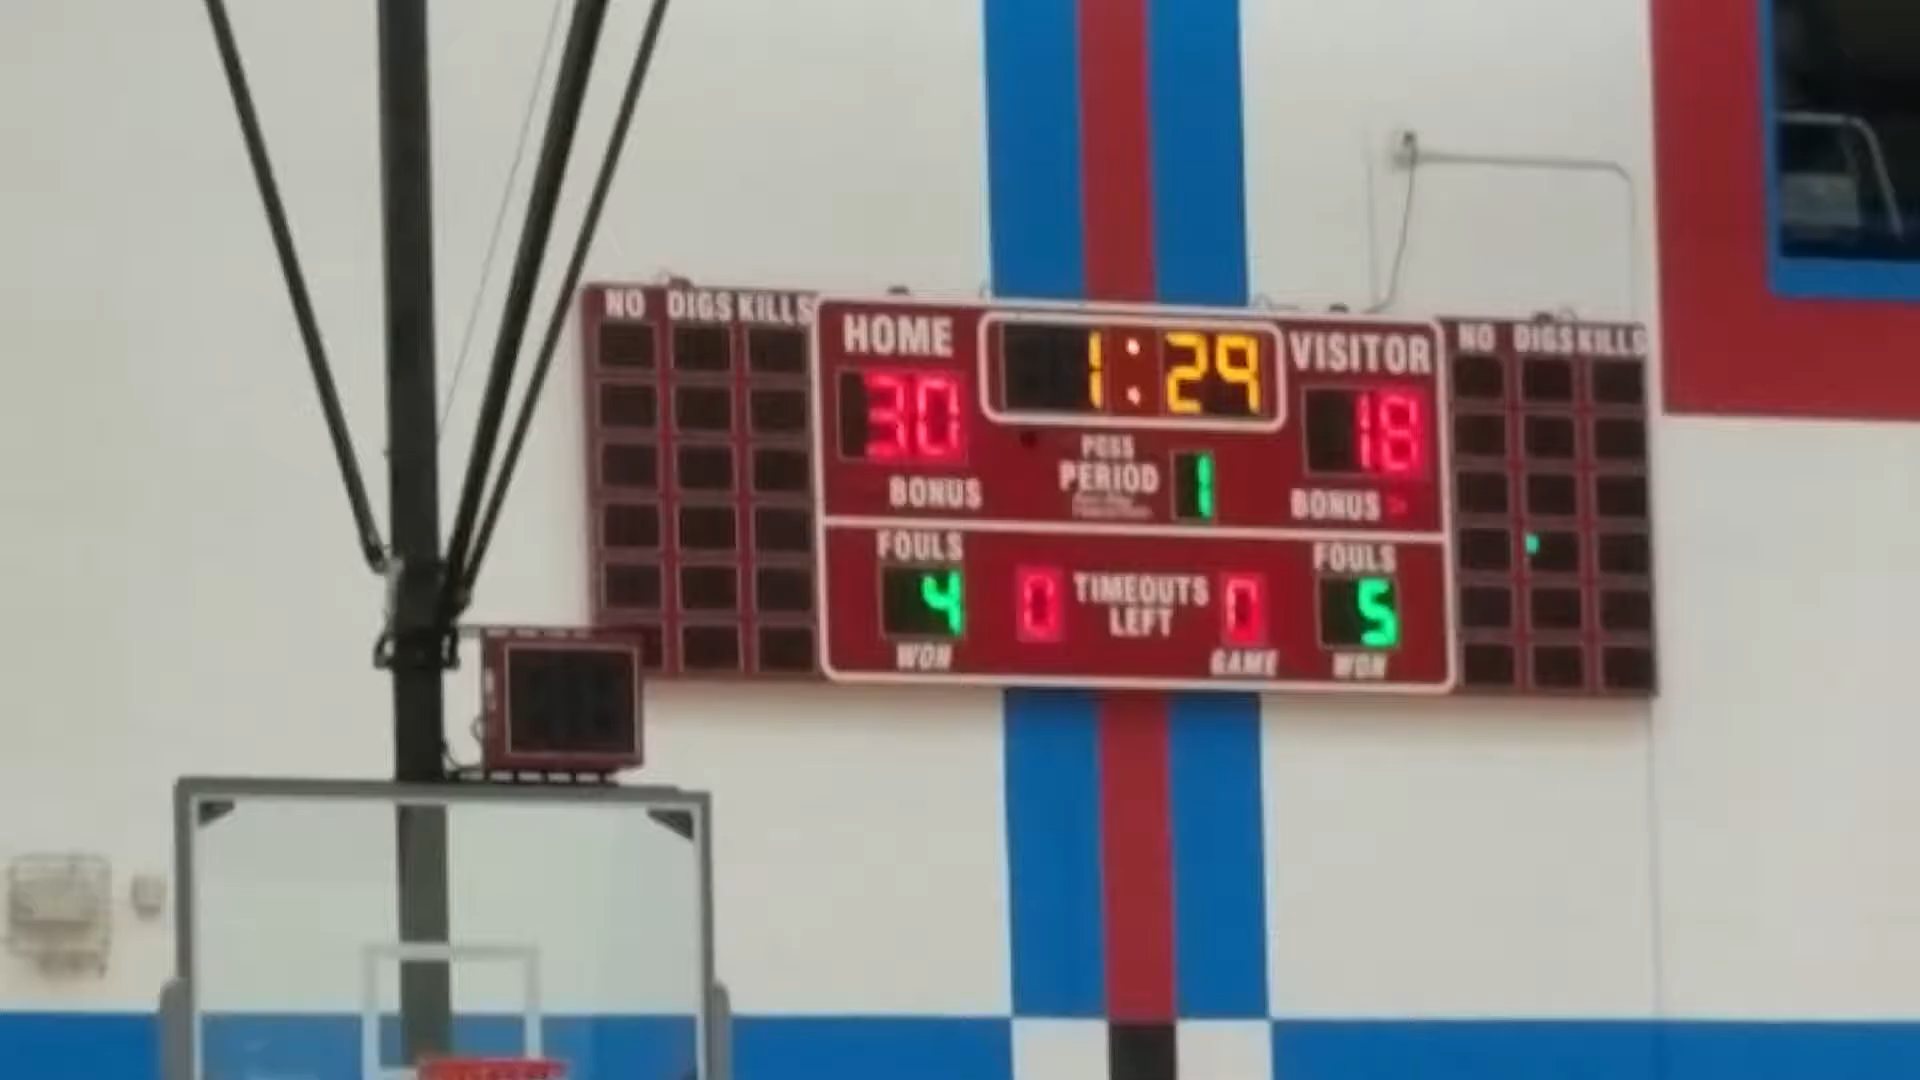 NO DIGS KILLS
HOME
1:29
VISITOR
NO DIGS KILLS
30
18
POSS
PERIOD
1
BONUS
BONUS
FOULS
FOULS
4
0
TIMEOUTS
LEFT
0
5
WON
GAME
WON